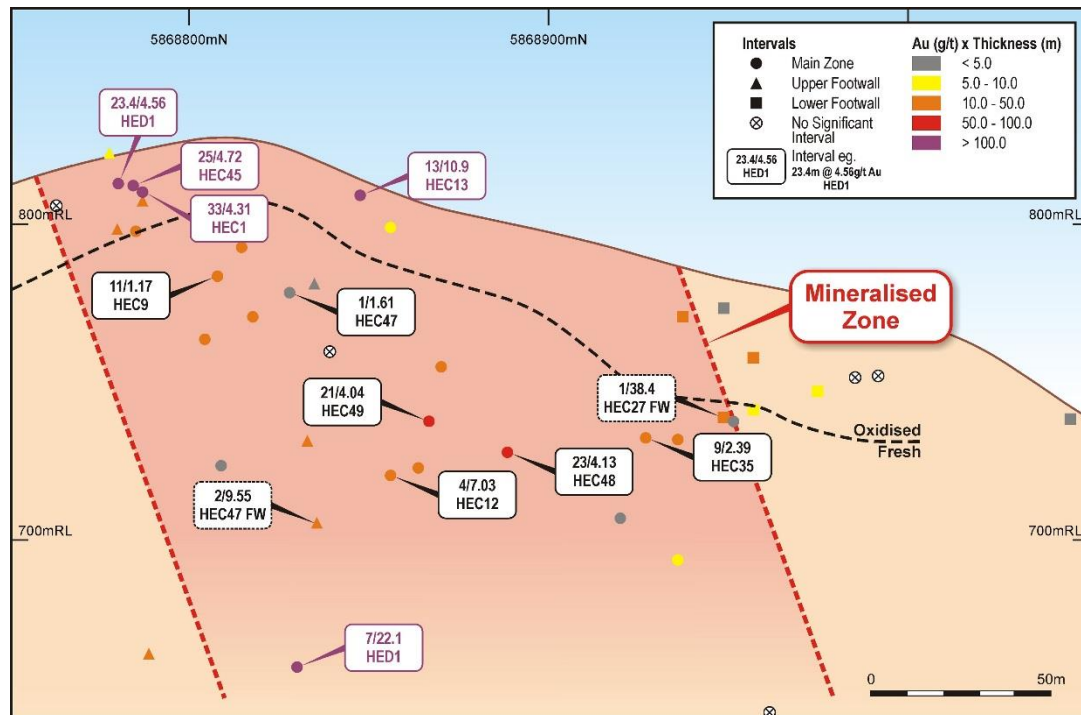 5868800mN
5868900mN
Intervals
Main Zone
Upper Footwall
Lower Footwall
No Significant
Interval
23.4/4.56
HED1
Interval eg.
23.4m @ 4.56g/t Au
HED1
Au (g/t) x Thickness (m)
< 5.0
5.0 - 10.0
10.0 - 50.0
50.0 - 100.0
> 100.0
23.4/4.56
HED1
25/4.72
HEC45
33/4.31
HEC1
13/10.9
HEC13
800mRL
800mRL
11/1.17
HEC9
1/1.61
HEC47
Mineralised
Zone
21/4.04
HEC49
1/38.4
HEC27 FW
Oxidised
Fresh
9/2.39
HEC35
23/4.13
HEC48
4/7.03
HEC12
2/9.55
HEC47 FW
700mRL
700mRL
7/22.1
HED1
0
50m